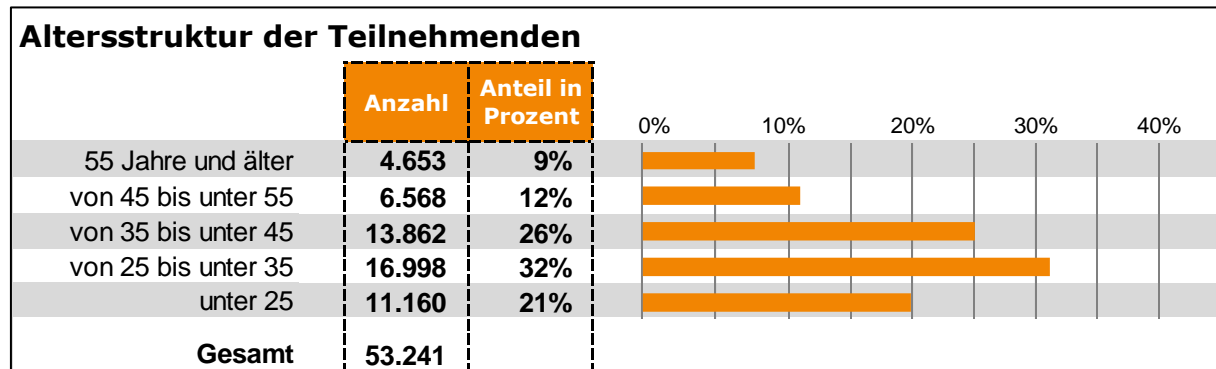 Altersstruktur der Teilnehmenden
Anzahl Anteil in Prozent
0% 10% 20% 30% 40%
55 Jahre und älter 4.653 9%
von 45 bis unter 55 6.568 12%
von 35 bis unter 45 13.862 26%
von 25 bis unter 35 16.998 32%
unter 25 11.160 21%
Gesamt 53.241